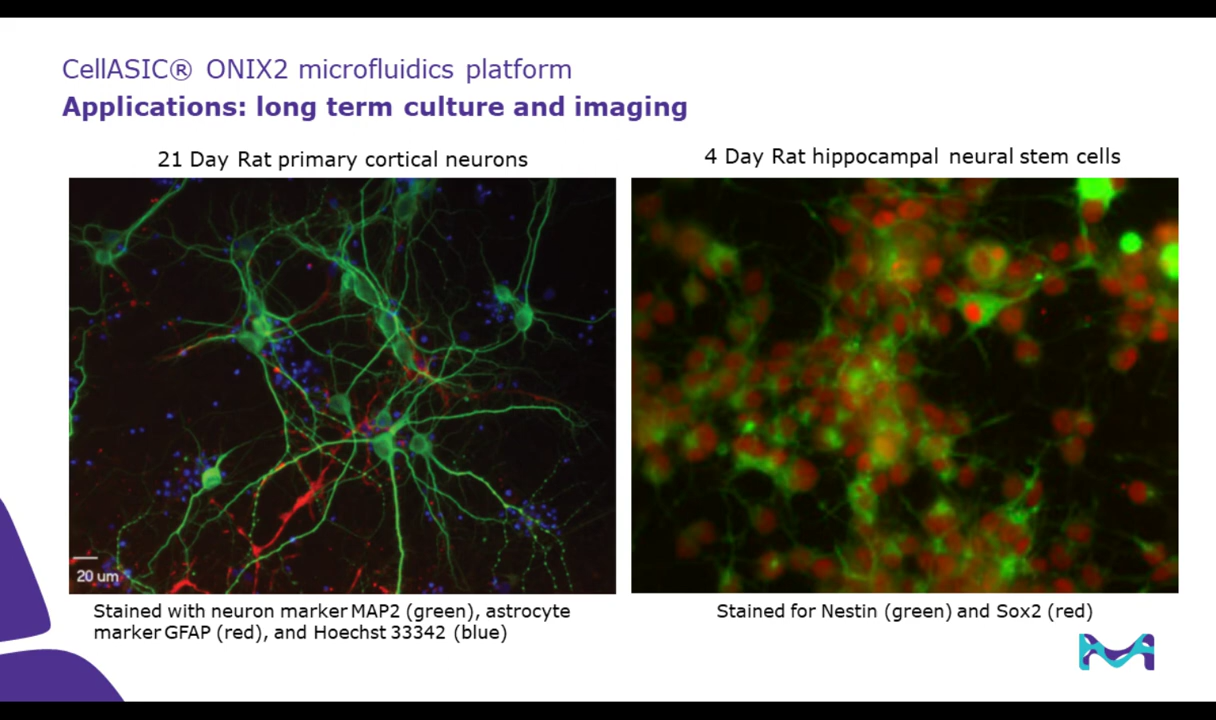 CellASIC® ONIX2 microfluidics platform
Applications: long term culture and imaging
21 Day Rat primary cortical neurons
20 um
Stained with neuron marker MAP2 (green), astrocyte
marker GFAP (red), and Hoechst 33342 (blue)
4 Day Rat hippocampal neural stem cells
Stained for Nestin (green) and Sox2 (red)